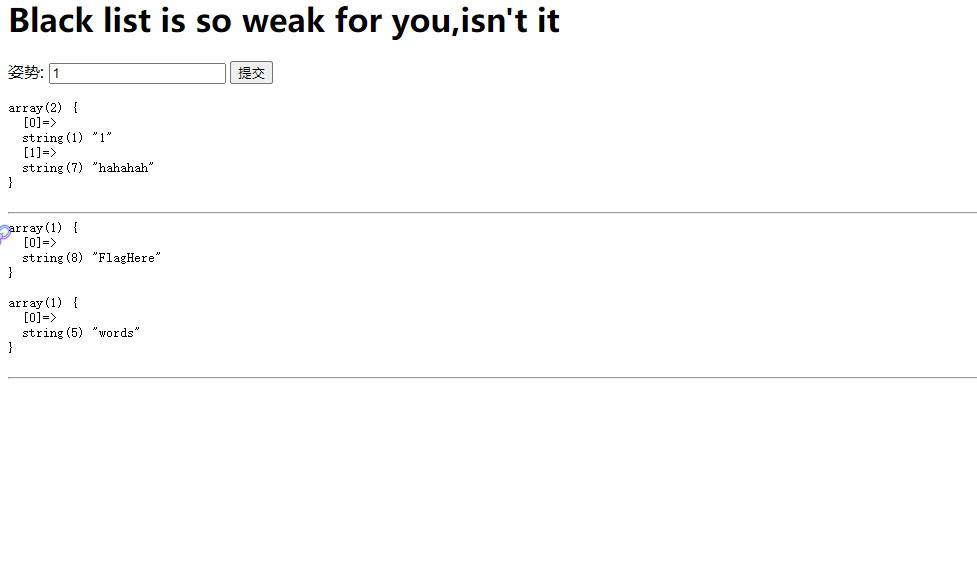 Black list is so weak for you,isn't it
姿势: 1 提交
array(2) {
  [0]=>
  string(1) "1"
  [1]=>
  string(7) "hahahah"
}
array(1) {
  [0]=>
  string(8) "FlagHere"
}
array(1) {
  [0]=>
  string(5) "words"
}